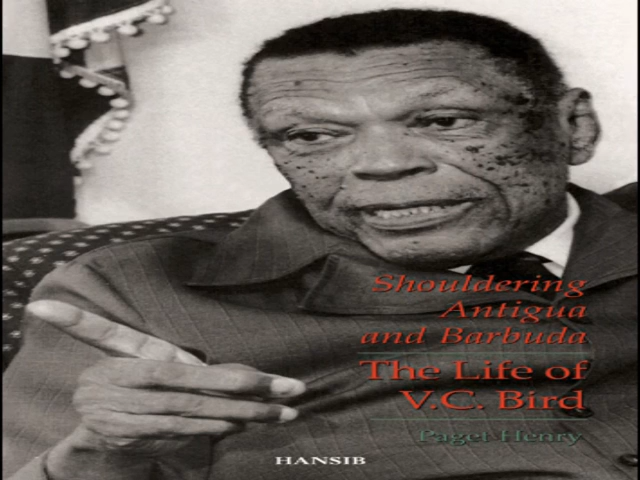 Shouldering
Antigua
and Barbuda
The Life of
V.C. Bird
Paget Henry
HANSIB